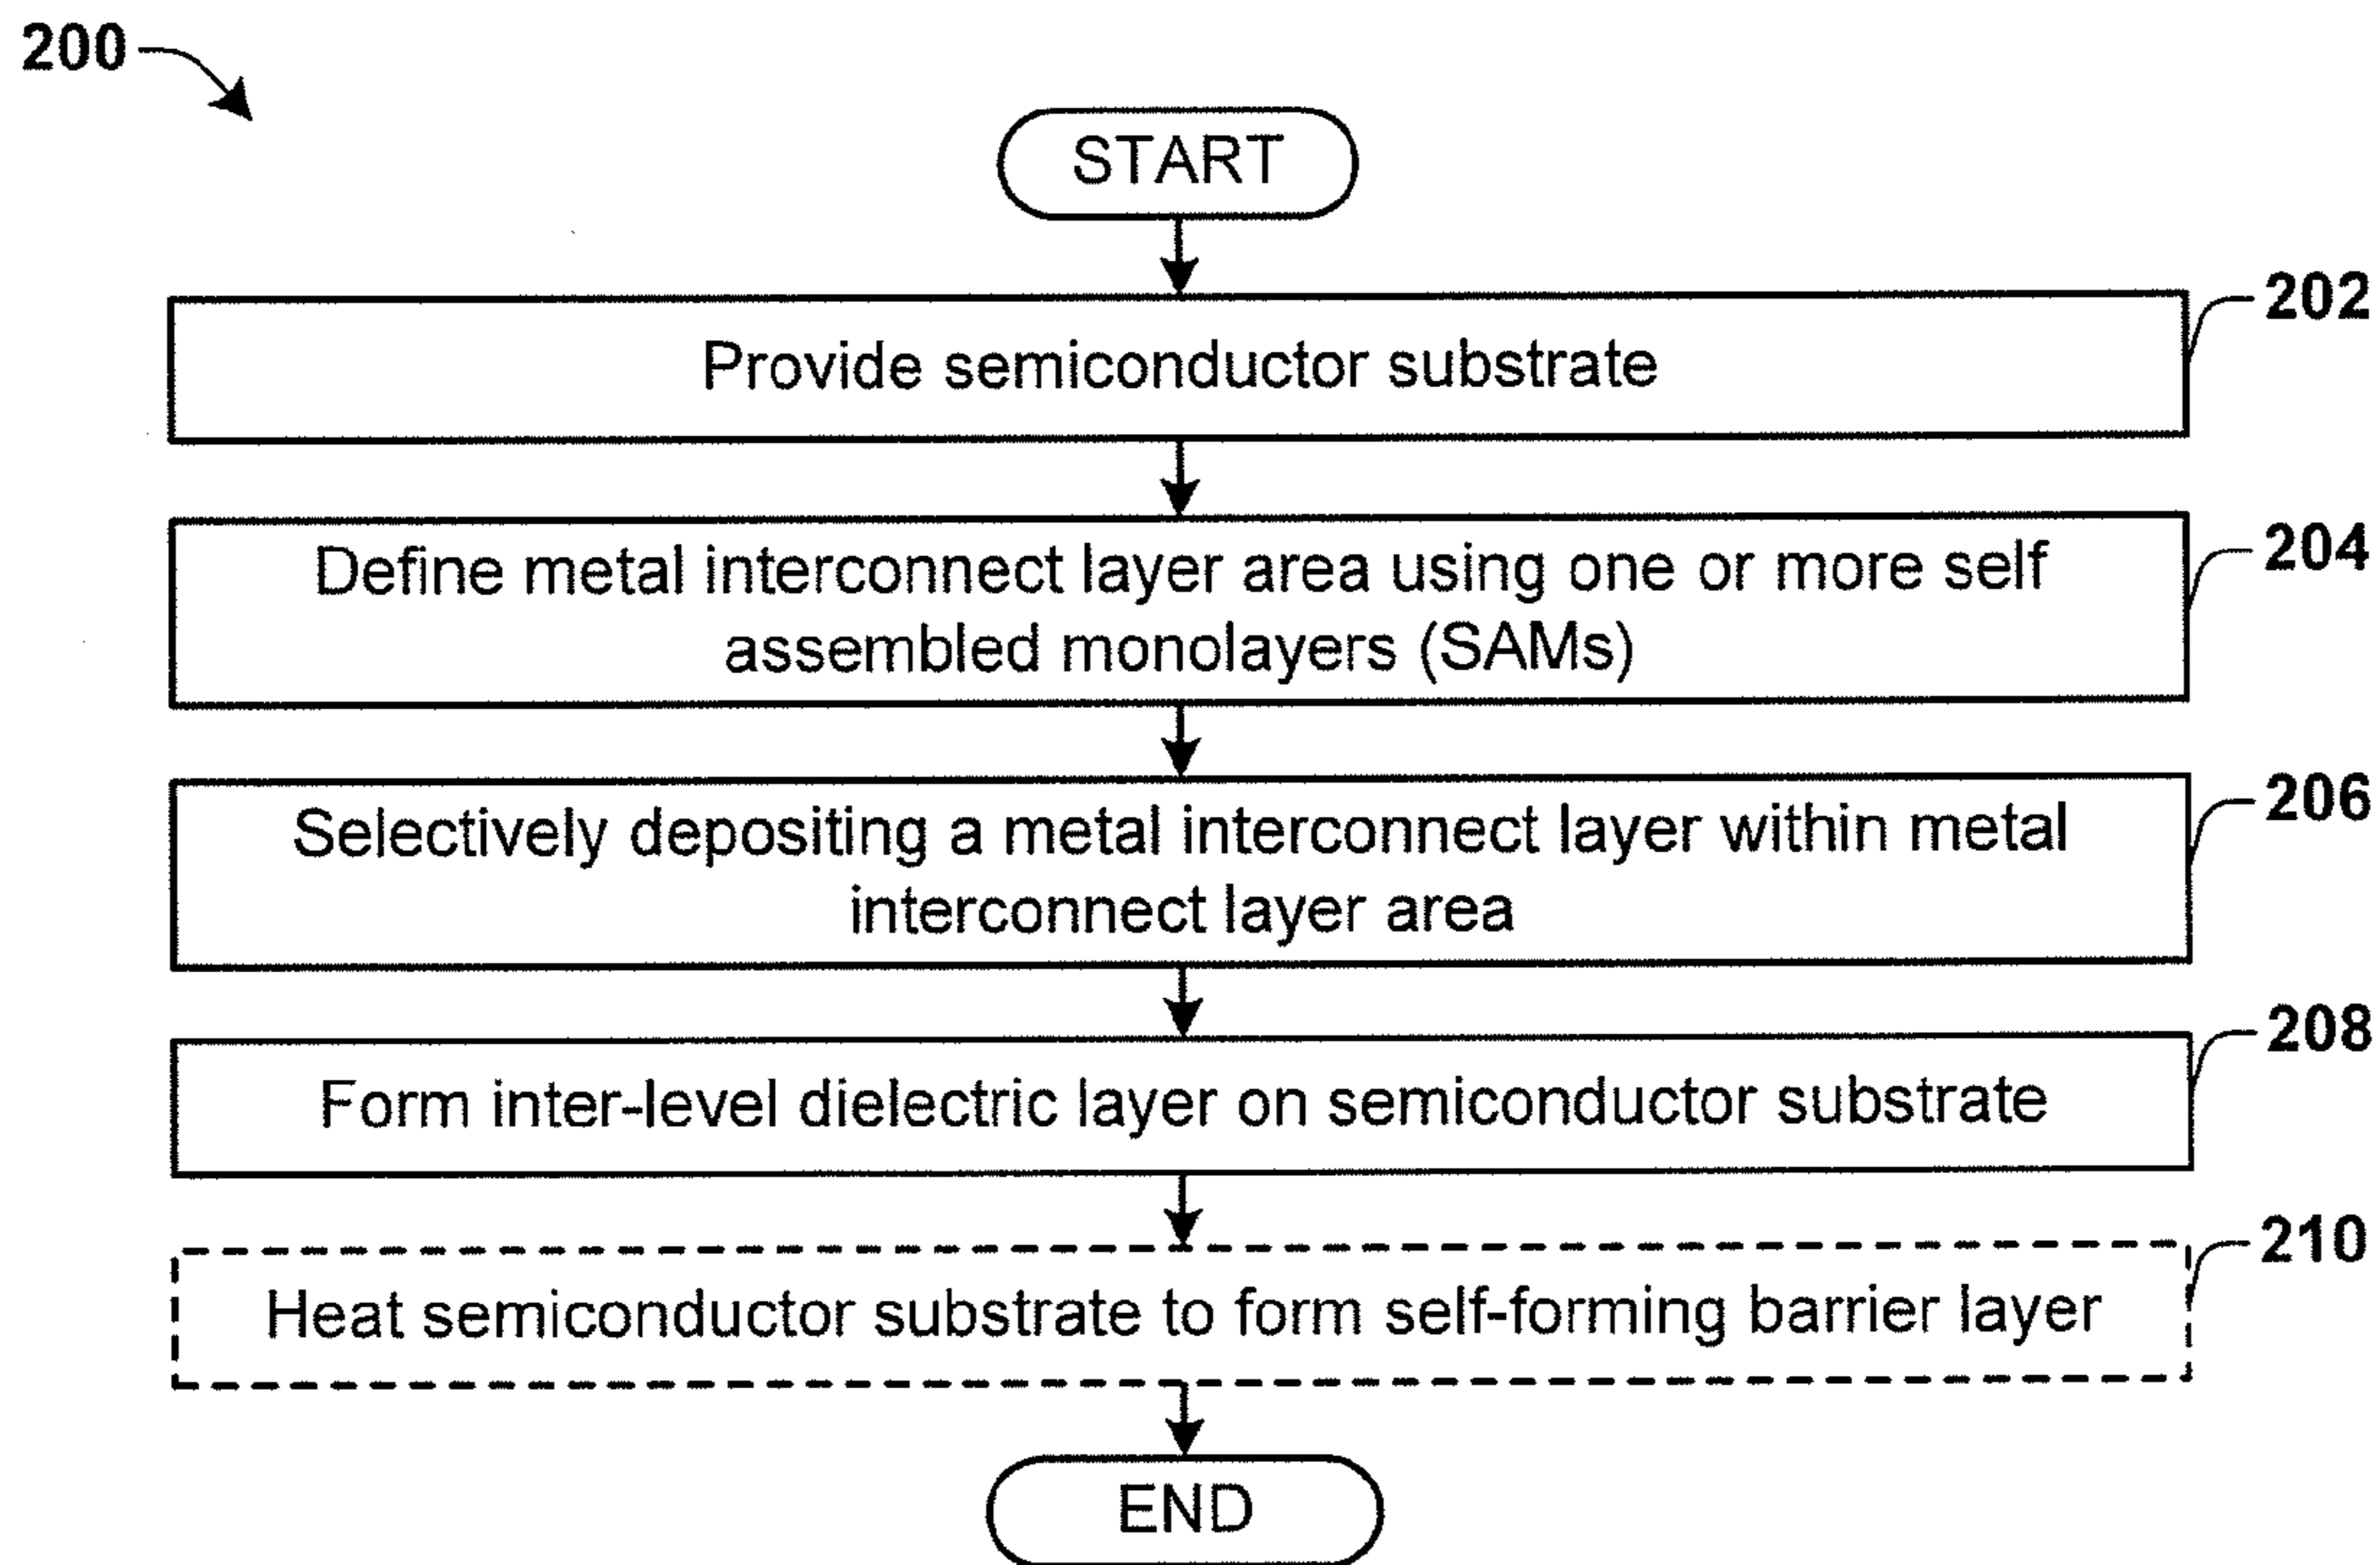 200
START
202
Provide semiconductor substrate
204
Define metal interconnect layer area using one or more self
assembled monolayers (SAMs)
206
Selectively depositing a metal interconnect layer within metal
interconnect layer area
208
Form inter-level dielectric layer on semiconductor substrate
210
Heat semiconductor substrate to form self-forming barrier layer
END